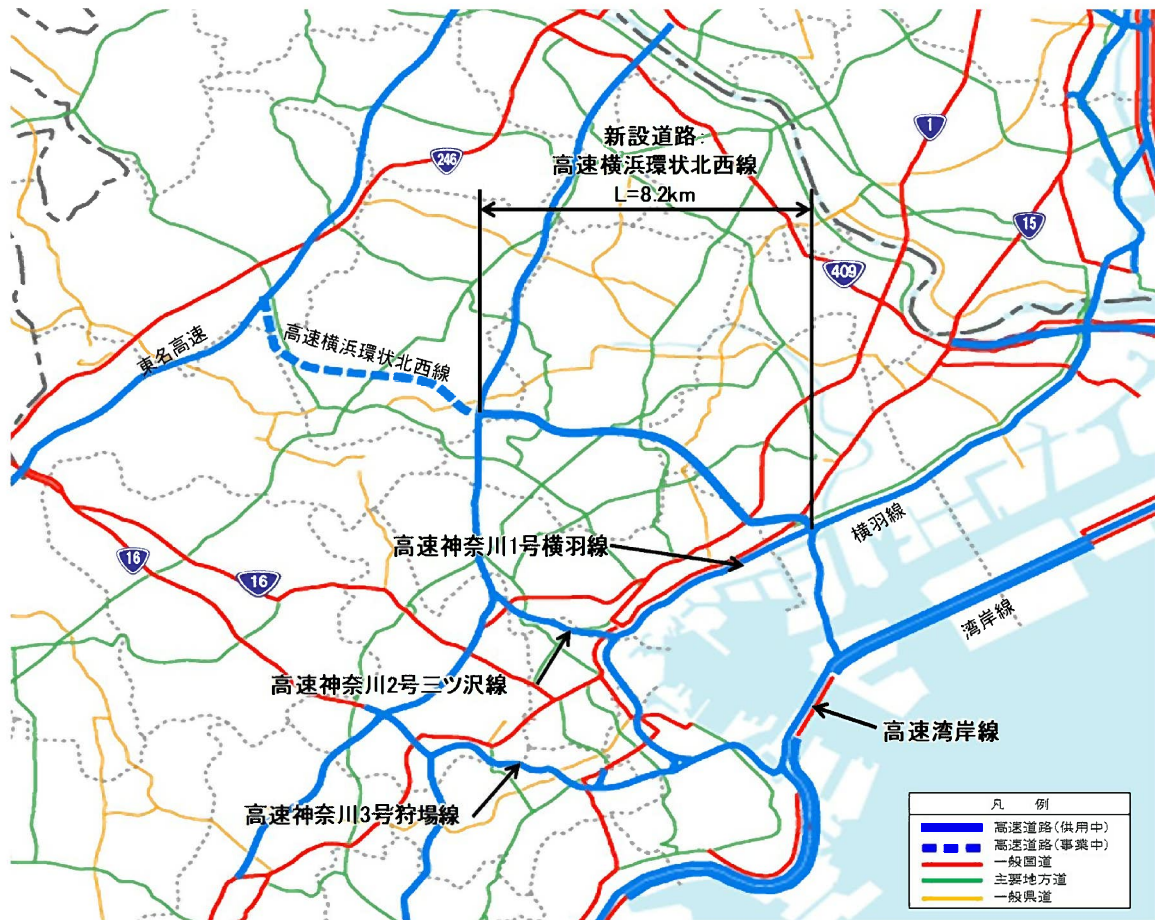 1
246
新設道路:
高速横浜環状北西線
L=8.2km
15
409
高速横浜環状北西線
東名高速
横羽線
高速神奈川1号横羽線
16
16
湾岸線
高速神奈川2号三ツ沢線
高速湾岸線
高速神奈川3号狩場線
凡 例
高速道路(供用中)
高速道路(事業中)
一般国道
主要地方道
一般県道